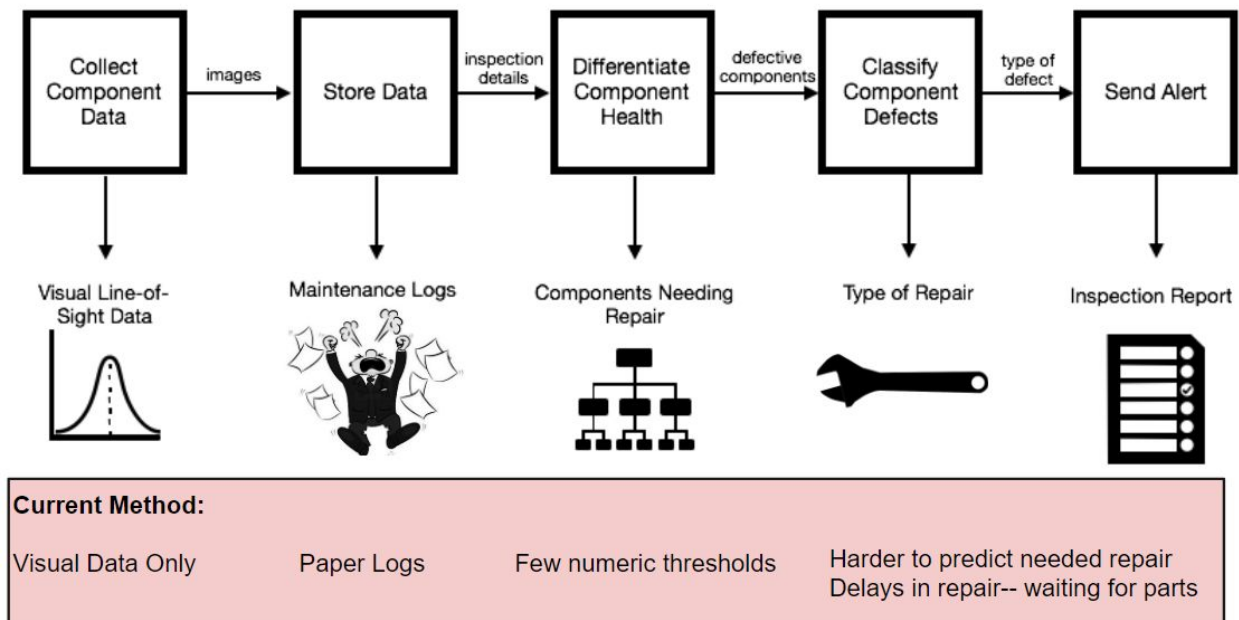 Collect
Component
Data
images
Store Data
inspection
details
Differentiate
Component
Health
defective
components
Classify
Component
Defects
type of
defect
Send Alert
Visual Line-of-
Sight Data
Maintenance Logs
Components Needing
Repair
Type of Repair
Inspection Report
Current Method:
Visual Data Only
Paper Logs
Few numeric thresholds
Harder to predict needed repair
Delays in repair-- waiting for parts